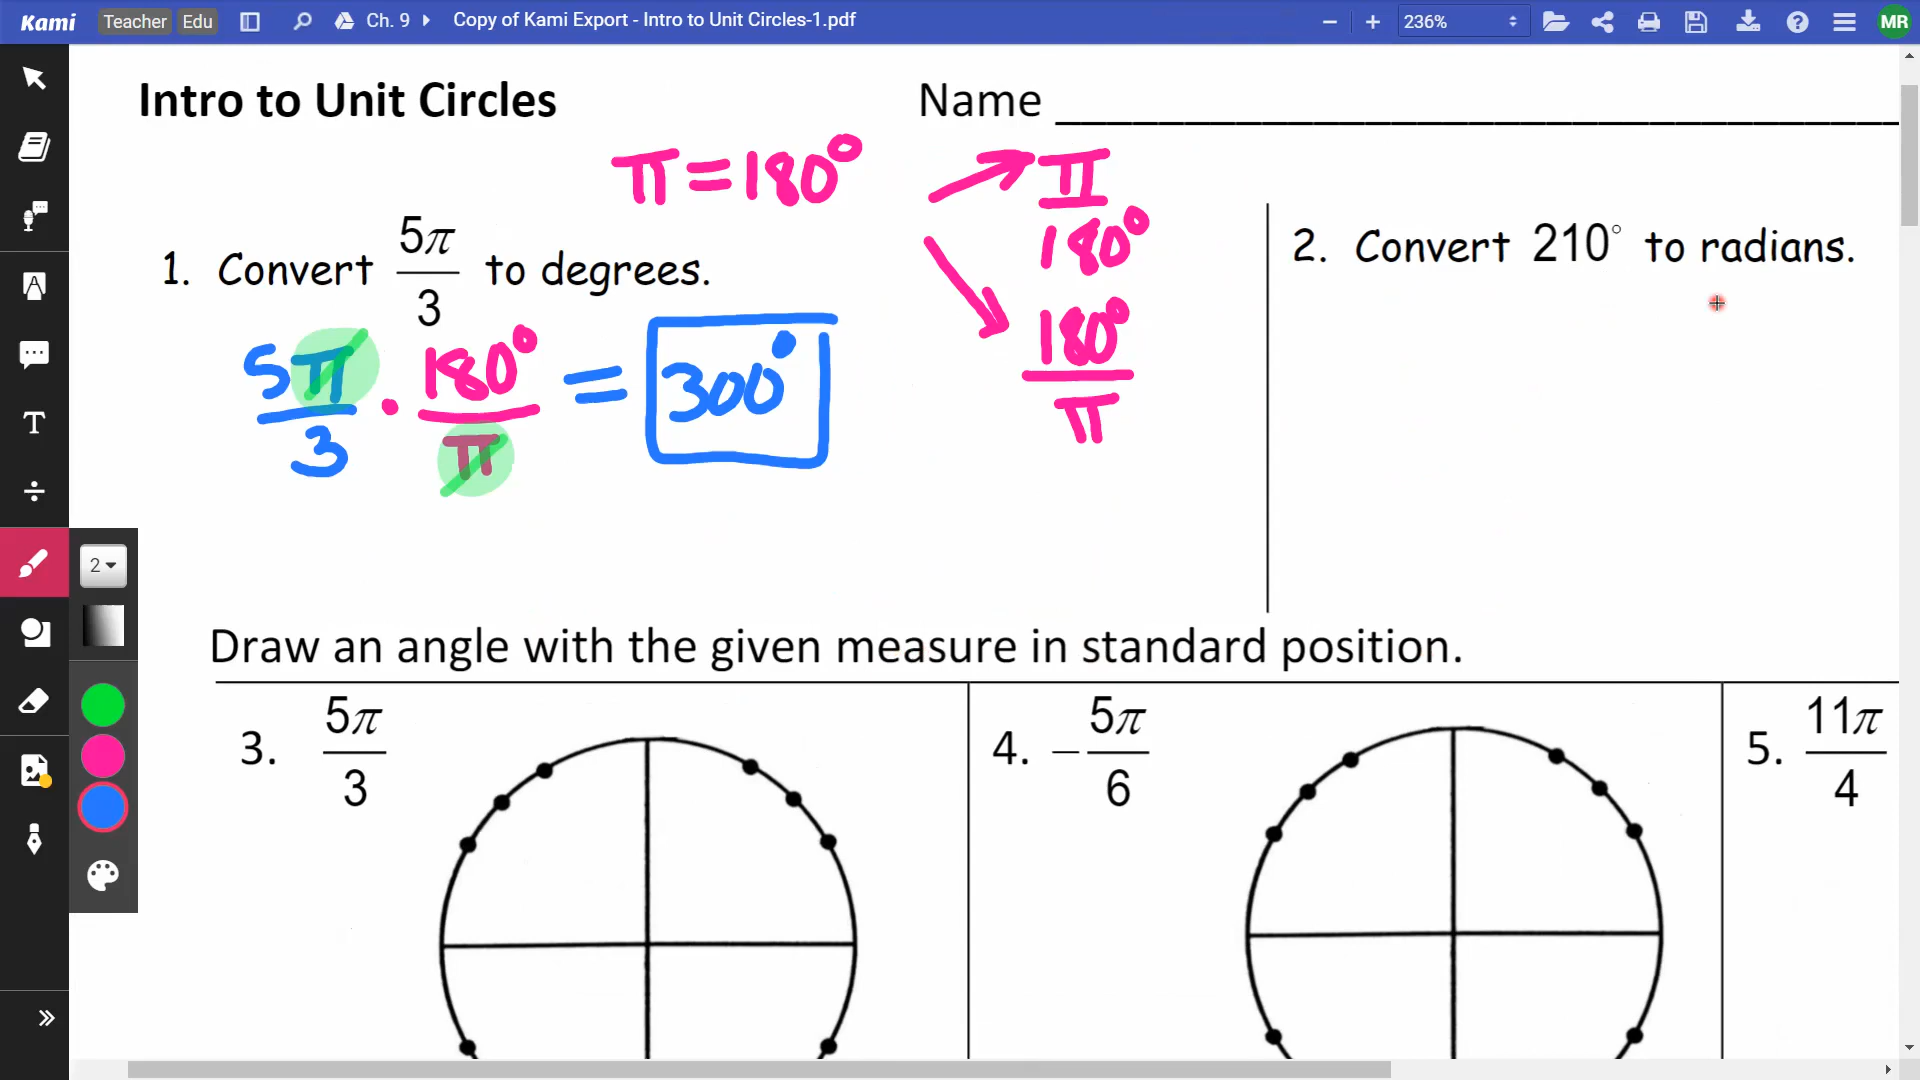 Kami Teacher Edu Ch. 9 Copy of Kami Export - Intro to Unit Circles-1.pdf 236% MR
Intro to Unit Circles
Name
π = 180°
π/180°
180°/π
1. Convert 5π/3 to degrees.
5π/3 · 180°/π = 300°
2. Convert 210° to radians.
2
Draw an angle with the given measure in standard position.
3. 5π/3
4. -5π/6
5. 11π/4